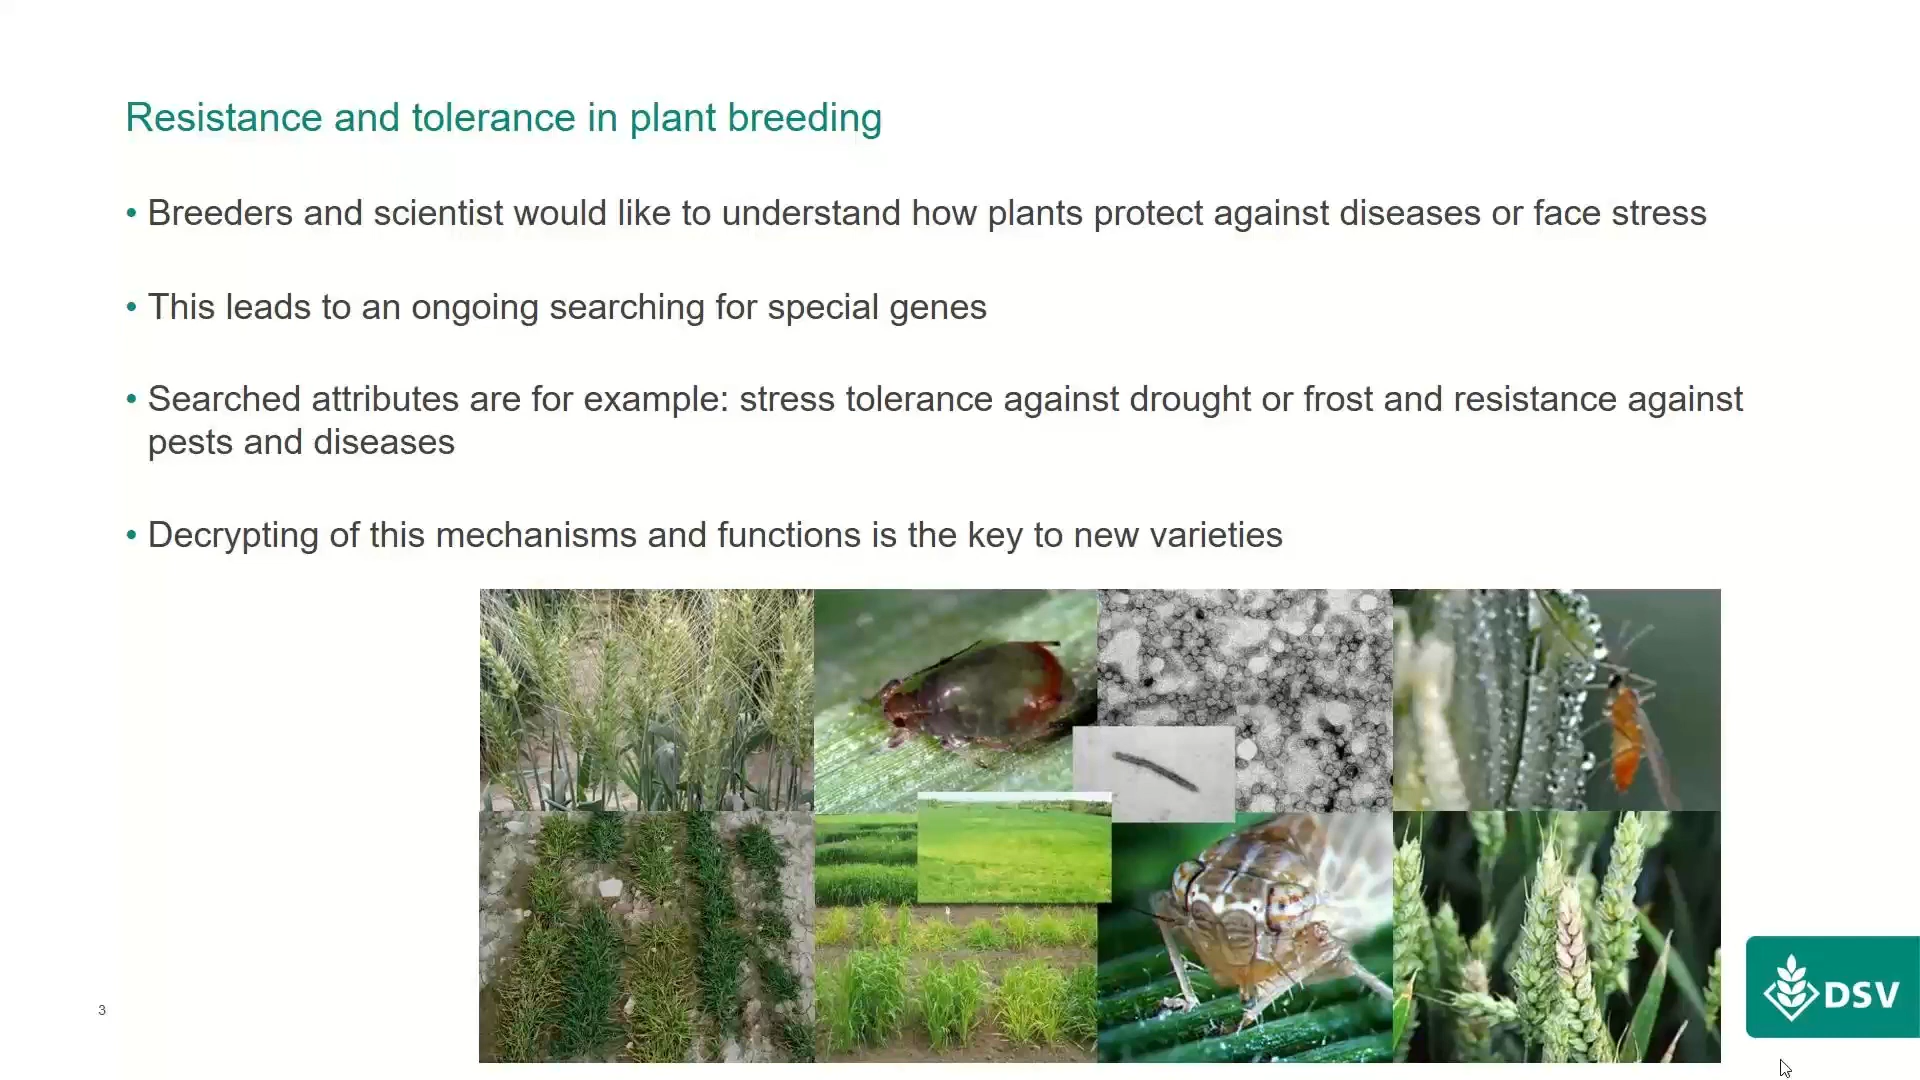 Resistance and tolerance in plant breeding
• Breeders and scientist would like to understand how plants protect against diseases or face stress
• This leads to an ongoing searching for special genes
• Searched attributes are for example: stress tolerance against drought or frost and resistance against
pests and diseases
• Decrypting of this mechanisms and functions is the key to new varieties
3
DSV